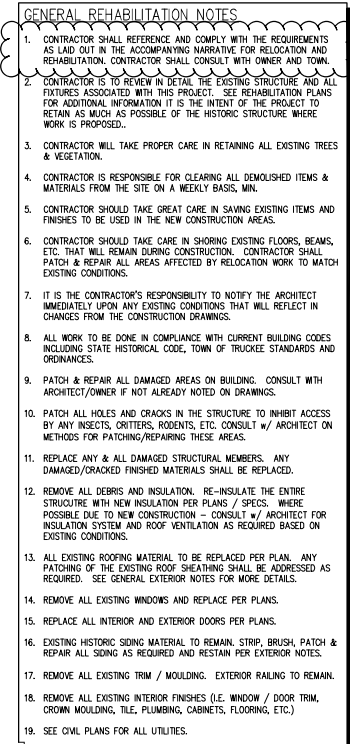 GENERAL REHABILITATION NOTES
1. CONTRACTOR SHALL REFERENCE AND COMPLY WITH THE REQUIREMENTS
AS LAID OUT IN THE ACCOMPANYING NARRATIVE FOR RELOCATION AND
REHABILITATION. CONTRACTOR SHALL CONSULT WITH OWNER AND TOWN.
2. CONTRACTOR IS TO REVIEW IN DETAIL THE EXISTING STRUCTURE AND ALL
FIXTURES ASSOCIATED WITH THIS PROJECT. SEE REHABILITATION PLANS
FOR ADDITIONAL INFORMATION IT IS THE INTENT OF THE PROJECT TO
RETAIN AS MUCH AS POSSIBLE OF THE HISTORIC STRUCTURE WHERE
WORK IS PROPOSED..
3. CONTRACTOR WILL TAKE PROPER CARE IN RETAINING ALL EXISTING TREES
& VEGETATION.
4. CONTRACTOR IS RESPONSIBLE FOR CLEARING ALL DEMOLISHED ITEMS &
MATERIALS FROM THE SITE ON A WEEKLY BASIS, MIN.
5. CONTRACTOR SHOULD TAKE GREAT CARE IN SAVING EXISTING ITEMS AND
FINISHES TO BE USED IN THE NEW CONSTRUCTION AREAS.
6. CONTRACTOR SHOULD TAKE CARE IN SHORING EXISTING FLOORS, BEAMS,
ETC. THAT WILL REMAIN DURING CONSTRUCTION. CONTRACTOR SHALL
PATCH & REPAIR ALL AREAS AFFECTED BY RELOCATION WORK TO MATCH
EXISTING CONDITIONS.
7. IT IS THE CONTRACTOR'S RESPONSIBILITY TO NOTIFY THE ARCHITECT
IMMEDIATELY UPON ANY EXISTING CONDITIONS THAT WILL REFLECT IN
CHANGES FROM THE CONSTRUCTION DRAWINGS.
8. ALL WORK TO BE DONE IN COMPLIANCE WITH CURRENT BUILDING CODES
INCLUDING STATE HISTORICAL CODE, TOWN OF TRUCKEE STANDARDS AND
ORDINANCES.
9. PATCH & REPAIR ALL DAMAGED AREAS ON BUILDING. CONSULT WITH
ARCHITECT/OWNER IF NOT ALREADY NOTED ON DRAWINGS.
10. PATCH ALL HOLES AND CRACKS IN THE STRUCTURE TO INHIBIT ACCESS
BY ANY INSECTS, CRITTERS, RODENTS, ETC. CONSULT w/ ARCHITECT ON
METHODS FOR PATCHING/REPAIRING THESE AREAS.
11. REPLACE ANY & ALL DAMAGED STRUCTURAL MEMBERS. ANY
DAMAGED/CRACKED FINISHED MATERIALS SHALL BE REPLACED.
12. REMOVE ALL DEBRIS AND INSULATION. RE-INSULATE THE ENTIRE
STRUCUTRE WITH NEW INSULATION PER PLANS / SPECS. WHERE
POSSIBLE DUE TO NEW CONSTRUCTION - CONSULT w/ ARCHITECT FOR
INSULATION SYSTEM AND ROOF VENTILATION AS REQUIRED BASED ON
EXISTING CONDITIONS.
13. ALL EXISTING ROOFING MATERIAL TO BE REPLACED PER PLAN. ANY
PATCHING OF THE EXISTING ROOF SHEATHING SHALL BE ADDRESSED AS
REQUIRED. SEE GENERAL EXTERIOR NOTES FOR MORE DETAILS.
14. REMOVE ALL EXISTING WINDOWS AND REPLACE PER PLANS.
15. REPLACE ALL INTERIOR AND EXTERIOR DOORS PER PLANS.
16. EXISTING HISTORIC SIDING MATERIAL TO REMAIN. STRIP, BRUSH, PATCH &
REPAIR ALL SIDING AS REQUIRED AND RESTAIN PER EXTERIOR NOTES.
17. REMOVE ALL EXISTING TRIM / MOULDING. EXTERIOR RAILING TO REMAIN.
18. REMOVE ALL EXISTING INTERIOR FINISHES (I.E. WINDOW / DOOR TRIM,
CROWN MOULDING, TILE, PLUMBING, CABINETS, FLOORING, ETC.)
19. SEE CIVIL PLANS FOR ALL UTILITIES.